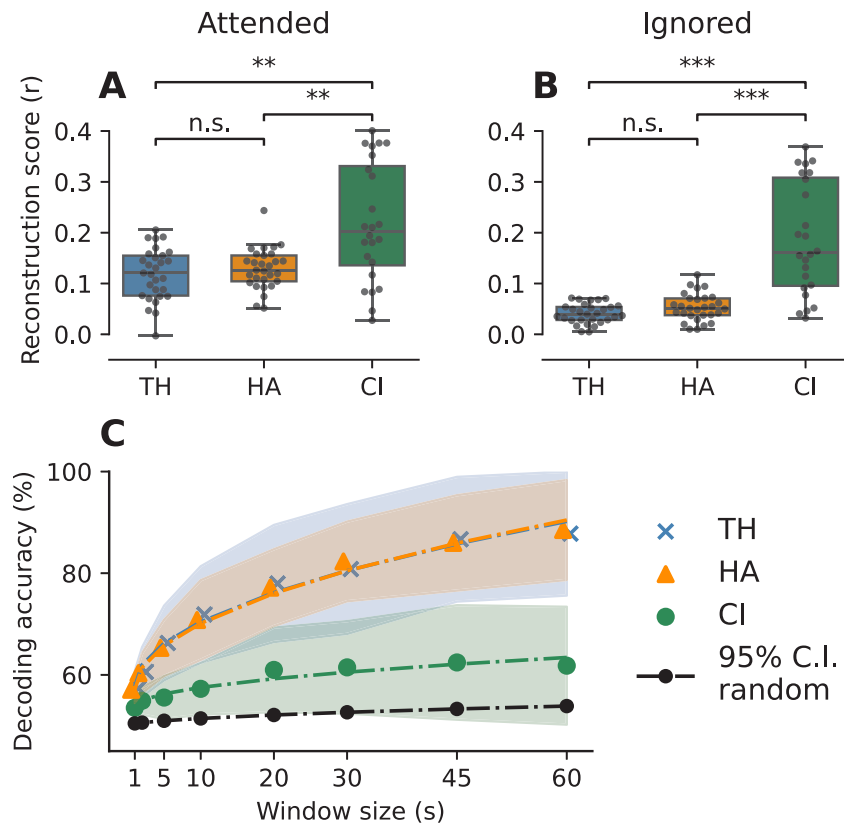 Attended
Ignored
A
**
**
n.s.
B
***
***
n.s.
Reconstruction score (r)
0.4
0.3
0.2
0.1
0.0
TH
HA
CI
0.4
0.3
0.2
0.1
0.0
TH
HA
CI
C
Decoding accuracy (%)
100
80
60
1
5
10
20
30
45
60
Window size (s)
TH
HA
CI
95% C.I.
random